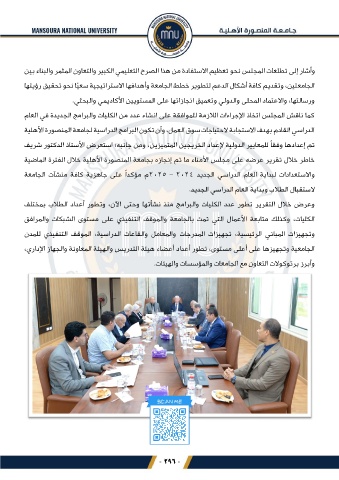 MANSOURA NATIONAL UNIVERSITY
جـامـعـة المنصـورة الأهـليـة
وأشار إلى تطلعات المجلس نحو تعظيم الاستفادة من هذا الصرح التعليمي الكبير والتعاون المثمر والبناء بين
الجامعتين، وتقديم كافة أشكال الدعم لتطوير خطط الجامعة وأهدافها الاستراتيجية سعيًا نحو تحقيق رؤيتها
ورسالتها، والاعتماد المحلى والدولي وتعميق انجازاتها على المستويين الأكاديمي والبحثي.
كما ناقش المجلس اتخاذ الإجراءات اللازمة للموافقة على انشاء عدد من الكليات والبرامج الجديدة في العام
الدراسي القادم بهدف الاستجابة لاحتياجات سوق العمل، وأن تكون البرامج الدراسية لجامعة المنصورة الأهلية
تم إعدادها وفقاً للمعايير الدولية لإعداد الخريجين المتميزين، ومن جانبه؛ استعرض الأستاذ الدكتور شريف
خاطر خلال تقرير عرضه على مجلس الأمناء ما تم إنجازه بجامعة المنصورة الأهلية خلال الفترة الماضية
والاستعدادات لبداية العام الدراسي الجديد ٢٠٢٤ – ٢٠٢٥م مؤكداً على جاهزية كافة منشآت الجامعة
لاستقبال الطلاب وبداية العام الدراسي الجديد.
وعرض خلال التقرير تطور عدد الكليات والبرامج منذ نشأتها وحتى الآن، وتطور أعداد الطلاب بمختلف
الكليات، وكذلك متابعة الأعمال التي تمت بالجامعة والموقف التنفيذي على مستوى الشبكات والمرافق
وتجهيزات المباني الرئيسية، تجهيزات المدرجات والمعامل والقاعات الدراسية، الموقف التنفيذي للمدن
الجامعية وتجهيزها على أعلى مستوى، تطور أعداد أعضاء هيئة التدريس والهيئة المعاونة والجهاز الإداري،
وأبرز برتوكولات التعاون مع الجامعات والمؤسسات والهيئات.
SCAN ME
- ٢٩٦ -